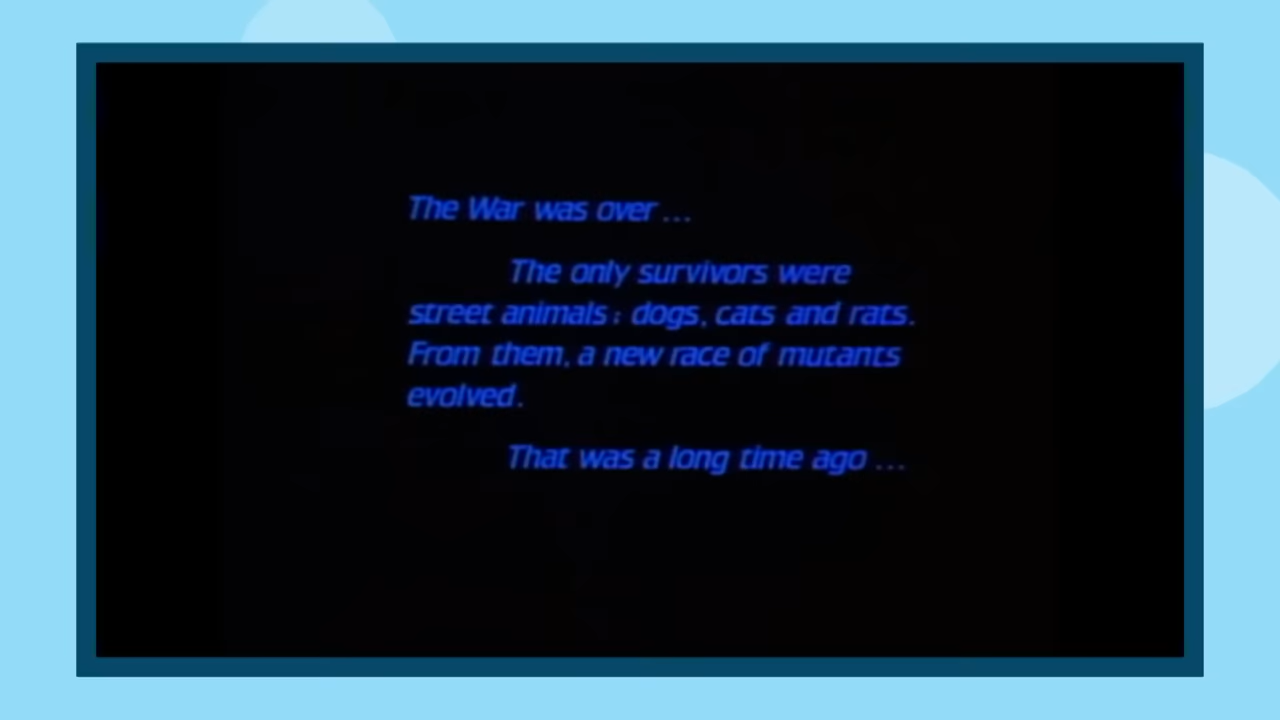 The War was over ...
The only survivors were
street animals : dogs, cats and rats.
From them, a new race of mutants
evolved.
That was a long time ago ...